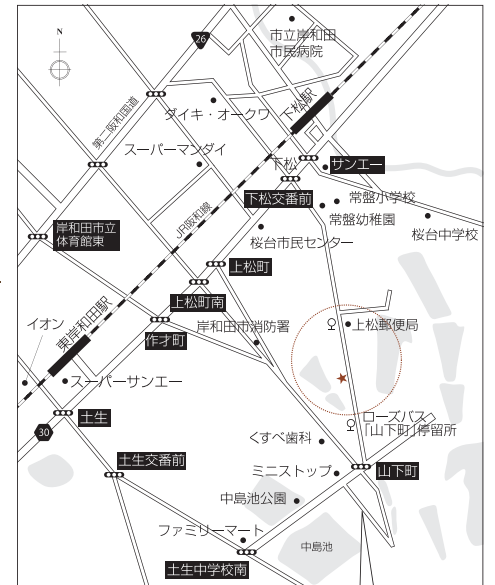 N
26
市立岸和田
市民病院
下松駅
第二阪和国道
ダイキ・オークワ
スーパーマンダイ
下松
サンエー
下松交番前
常盤小学校
常盤幼稚園
JR阪和線
岸和田市立
体育館東
桜台市民センター
桜台中学校
上松町
上松町南
東岸和田駅
イオン
作才町
岸和田市消防署
上松郵便局
スーパーサンエー
土生
30
ローズバス
「山下町」停留所
くすべ歯科
土生交番前
ミニストップ
山下町
中島池公園
ファミリーマート
中島池
土生中学校南